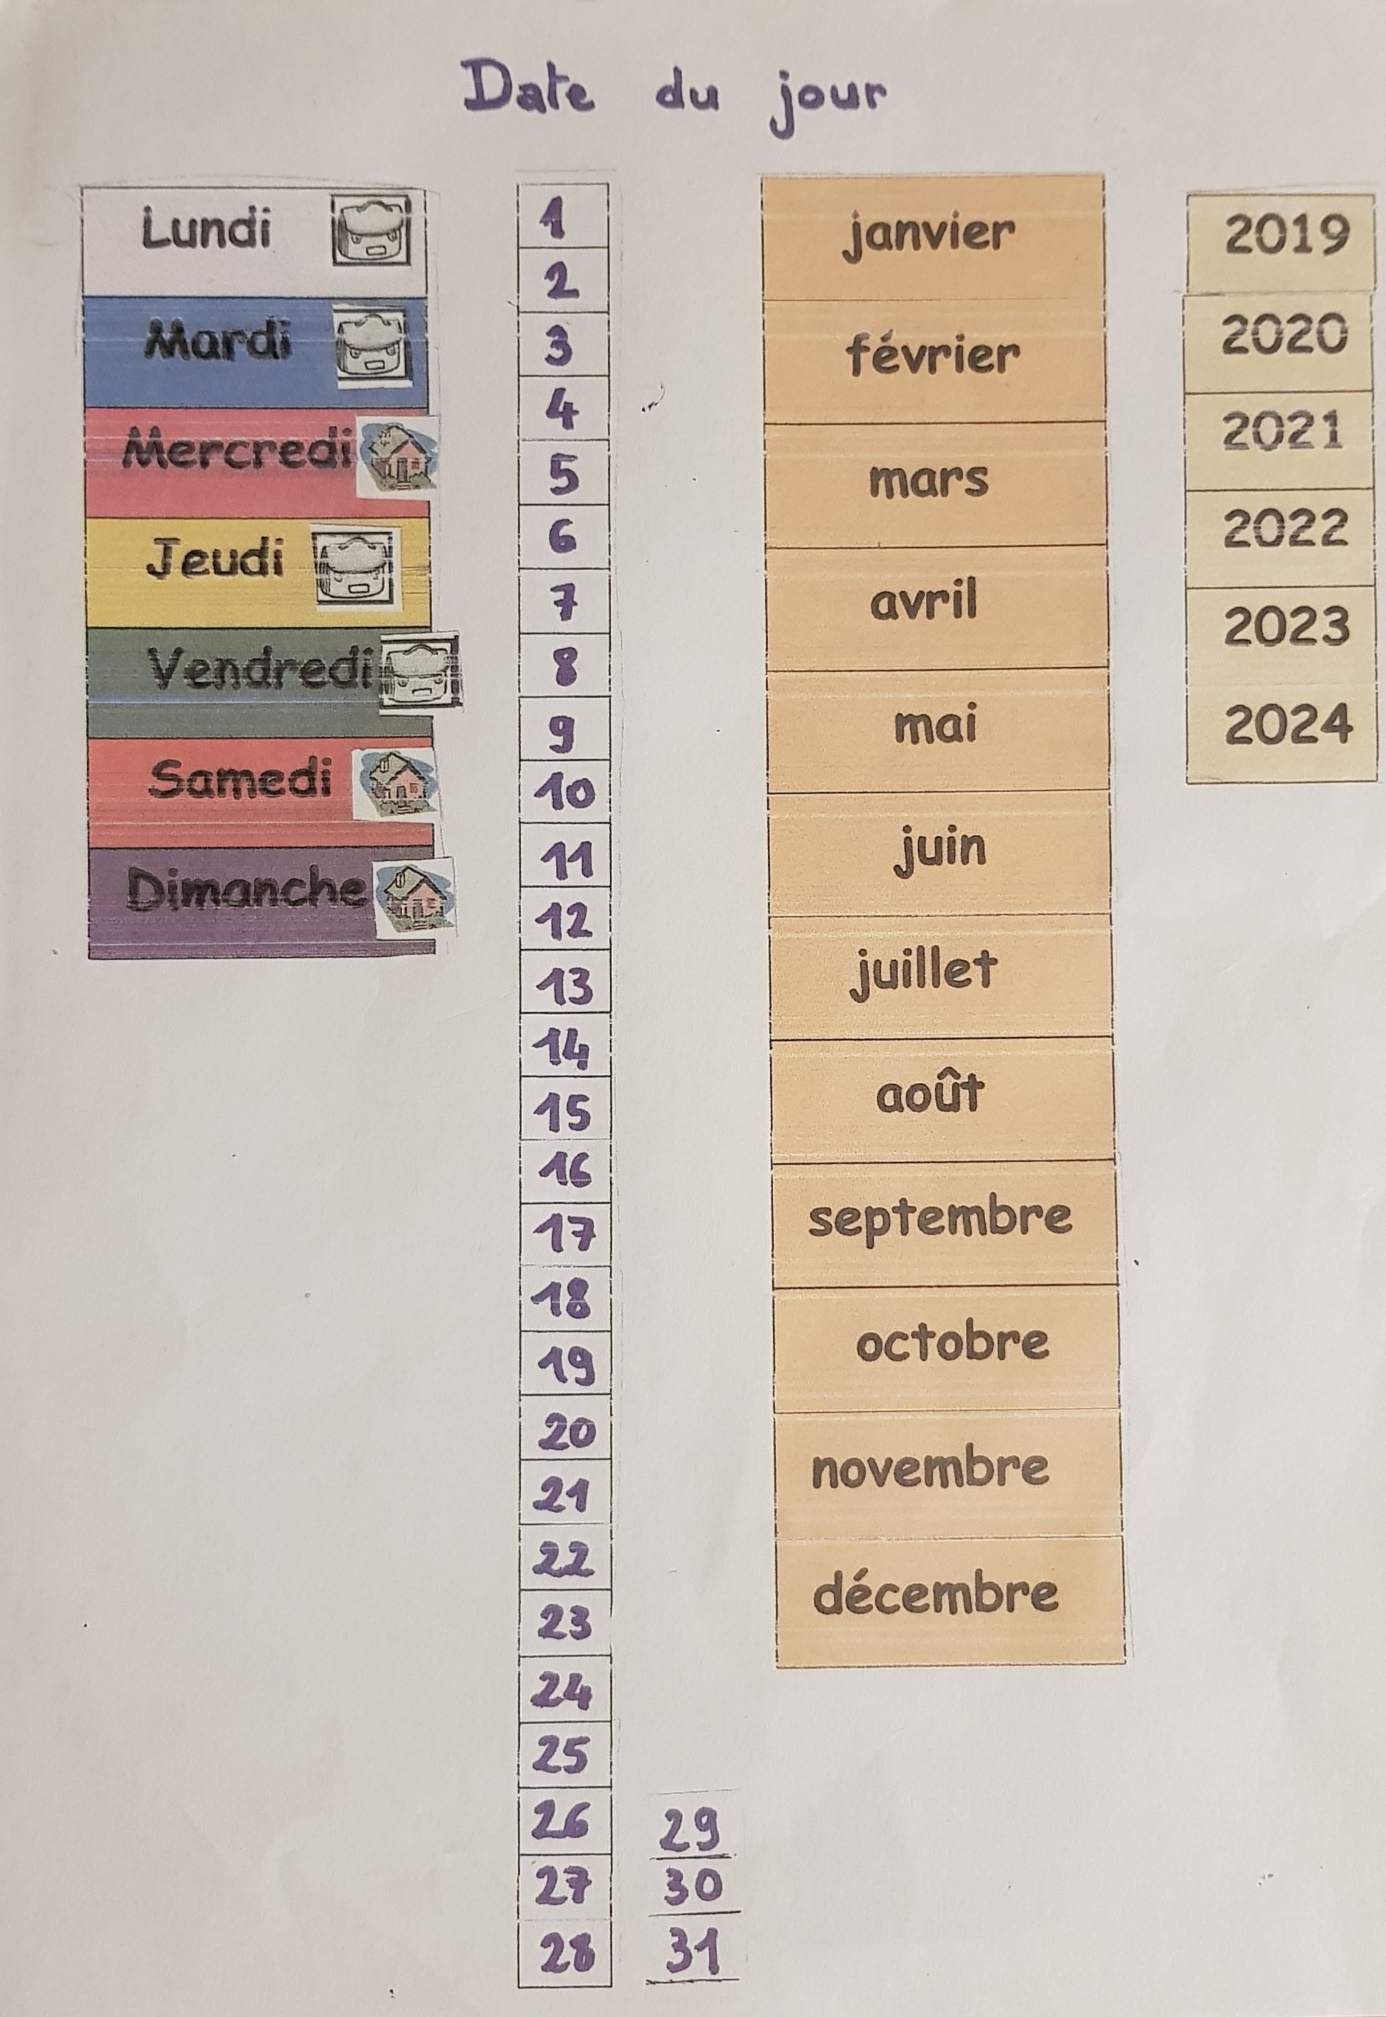 Date du jour
Lundi
Mardi
Mercredi
Jeudi
Vendredi
Samedi
Dimanche
1
2
3
4
5
6
7
8
9
10
11
12
13
14
15
16
17
18
19
20
21
22
23
24
25
26
27
28
29
30
31
janvier
février
mars
avril
mai
juin
juillet
août
septembre
octobre
novembre
décembre
2019
2020
2021
2022
2023
2024